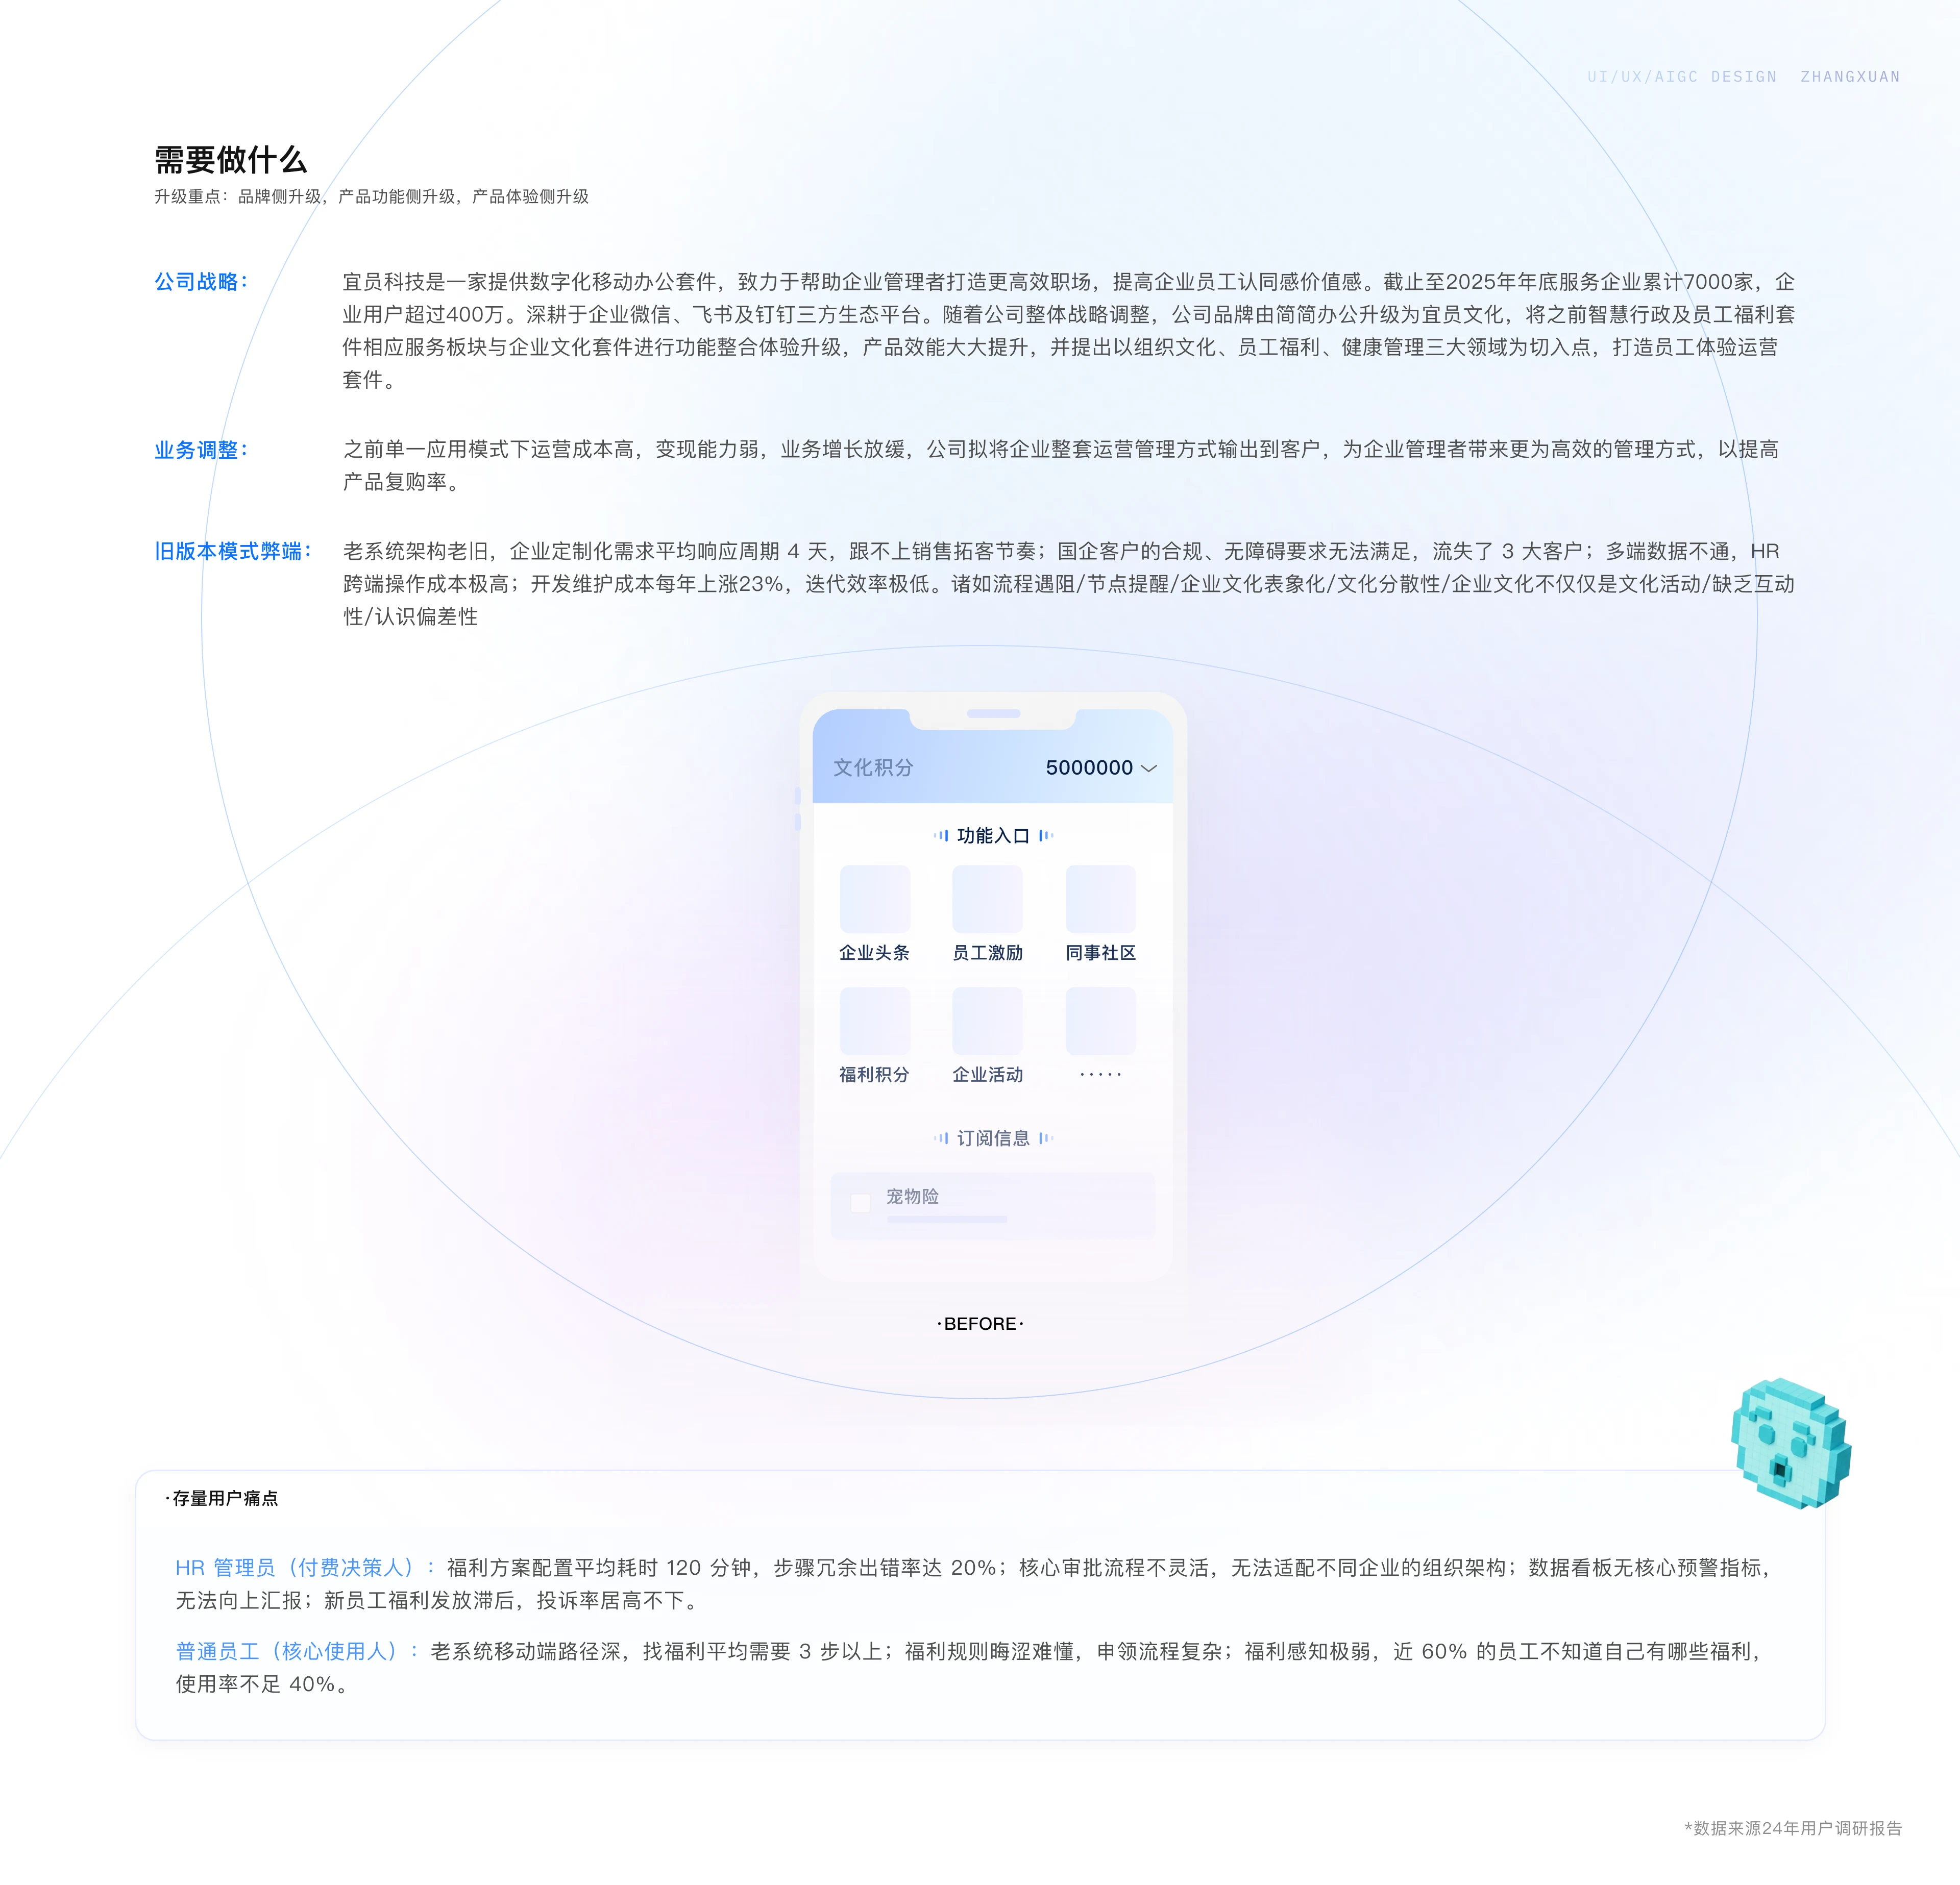 UI/UX/AIGC DESIGN ZHANGXUAN
需要做什么
升级重点：品牌侧升级，产品功能侧升级，产品体验侧升级
公司战略：
宜员科技是一家提供数字化移动办公套件，致力于帮助企业管理者打造更高效职场，提高企业员工认同感价值感。截止至2025年年底服务企业累计7000家，企
业用户超过400万。深耕于企业微信、飞书及钉钉三方生态平台。随着公司整体战略调整，公司品牌由简简办公升级为宜员文化，将之前智慧行政及员工福利套
件相应服务板块与企业文化套件进行功能整合体验升级，产品效能大大提升，并提出以组织文化、员工福利、健康管理三大领域为切入点，打造员工体验运营
套件。
业务调整：
之前单一应用模式下运营成本高，变现能力弱，业务增长放缓，公司拟将企业整套运营管理方式输出到客户，为企业管理者带来更为高效的管理方式，以提高
产品复购率。
旧版本模式弊端：
老系统架构老旧，企业定制化需求平均响应周期 4 天，跟不上销售拓客节奏；国企客户的合规、无障碍要求无法满足，流失了 3 大客户；多端数据不通，HR
跨端操作成本极高；开发维护成本每年上涨23%，迭代效率极低。诸如流程遇阻/节点提醒/企业文化表象化/文化分散性/企业文化不仅仅是文化活动/缺乏互动
性/认识偏差性
文化积分 5000000
功能入口
企业头条 员工激励 同事社区
福利积分 企业活动 ·····
订阅信息
宠物险
·BEFORE·
·存量用户痛点
HR 管理员（付费决策人）：福利方案配置平均耗时 120 分钟，步骤冗余出错率达 20%；核心审批流程不灵活，无法适配不同企业的组织架构；数据看板无核心预警指标，
无法向上汇报；新员工福利发放滞后，投诉率居高不下。
普通员工（核心使用人）：老系统移动端路径深，找福利平均需要 3 步以上；福利规则晦涩难懂，申领流程复杂；福利感知极弱，近 60% 的员工不知道自己有哪些福利，
使用率不足 40%。
*数据来源24年用户调研报告